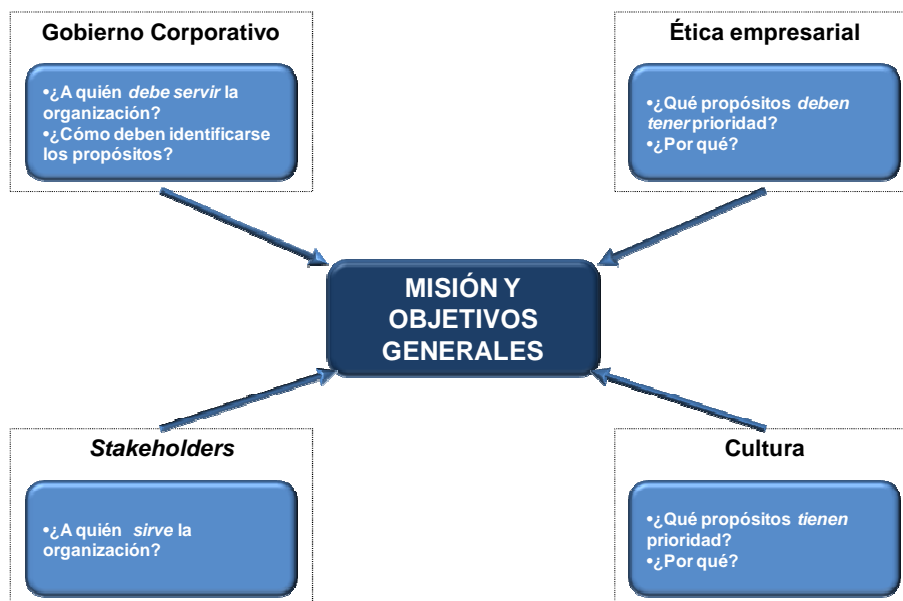 Gobierno Corporativo
•¿A quién debe servir la
organización?
•¿Cómo deben identificarse
los propósitos?
Ética empresarial
•¿Qué propósitos deben
tener prioridad?
•¿Por qué?
MISIÓN Y
OBJETIVOS
GENERALES
Stakeholders
•¿A quién sirve la
organización?
Cultura
•¿Qué propósitos tienen
prioridad?
•¿Por qué?